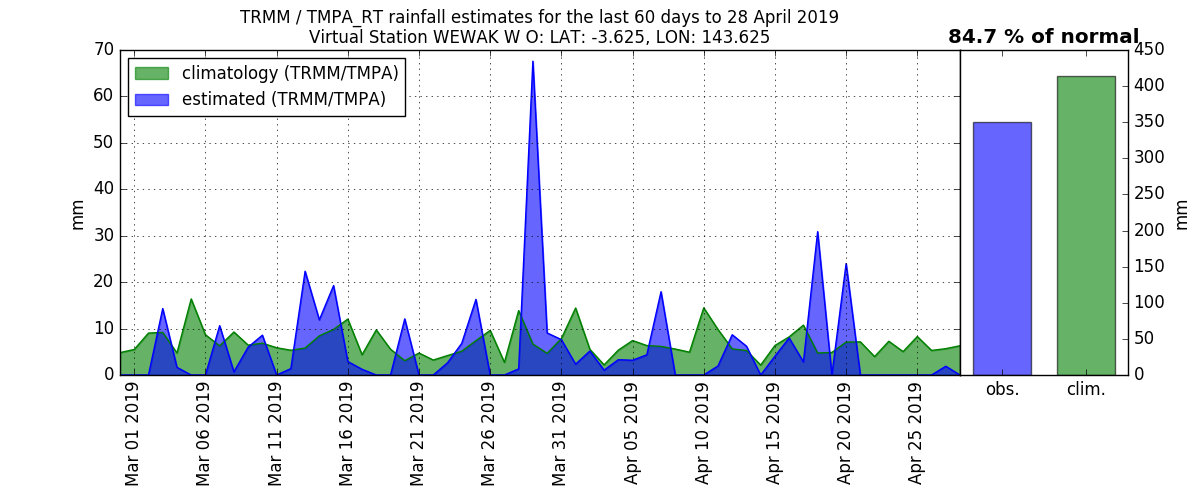 TRMM / TMPA_RT rainfall estimates for the last 60 days to 28 April 2019
Virtual Station WEWAK W O: LAT: -3.625, LON: 143.625
84.7 % of normal
climatology (TRMM/TMPA)
estimated (TRMM/TMPA)
mm
70
60
50
40
30
20
10
0
Mar 01 2019
Mar 06 2019
Mar 11 2019
Mar 16 2019
Mar 21 2019
Mar 26 2019
Mar 31 2019
Apr 05 2019
Apr 10 2019
Apr 15 2019
Apr 20 2019
Apr 25 2019
450
400
350
300
250
200
150
100
50
0
mm
obs.
clim.